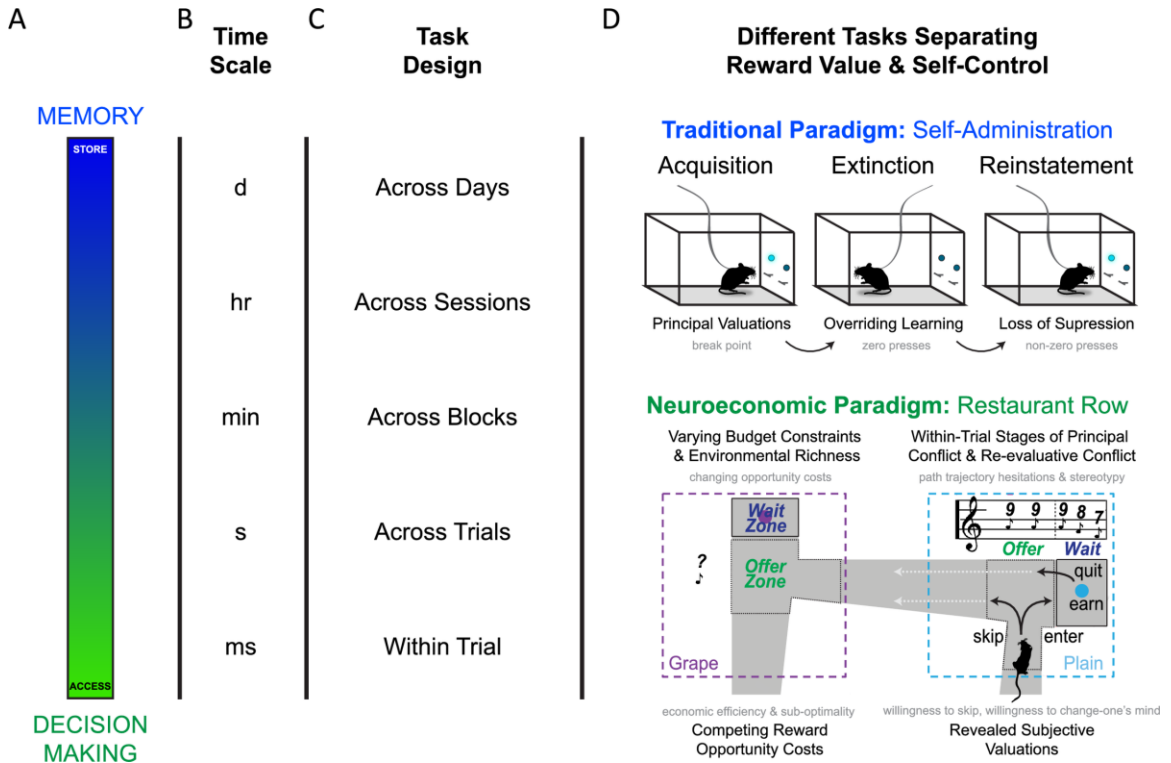 A
B
C
D
Time
Scale
Task
Design
Different Tasks Separating
Reward Value & Self-Control
MEMORY
STORE
ACCESS
DECISION
MAKING
d
hr
min
s
ms
Across Days
Across Sessions
Across Blocks
Across Trials
Within Trial
Traditional Paradigm: Self-Administration
Acquisition
Extinction
Reinstatement
Principal Valuations
break point
Overriding Learning
zero presses
Loss of Supression
non-zero presses
Neuroeconomic Paradigm: Restaurant Row
Varying Budget Constraints
& Environmental Richness
changing opportunity costs
Within-Trial Stages of Principal
Conflict & Re-evaluative Conflict
path trajectory hesitations & stereotypy
Wait
Zone
Offer
Zone
?
Grape
9 9 9 8 7
Offer Wait
quit
earn
skip enter
Plain
economic efficiency & sub-optimality
Competing Reward
Opportunity Costs
willingness to skip, willingness to change-one's mind
Revealed Subjective
Valuations